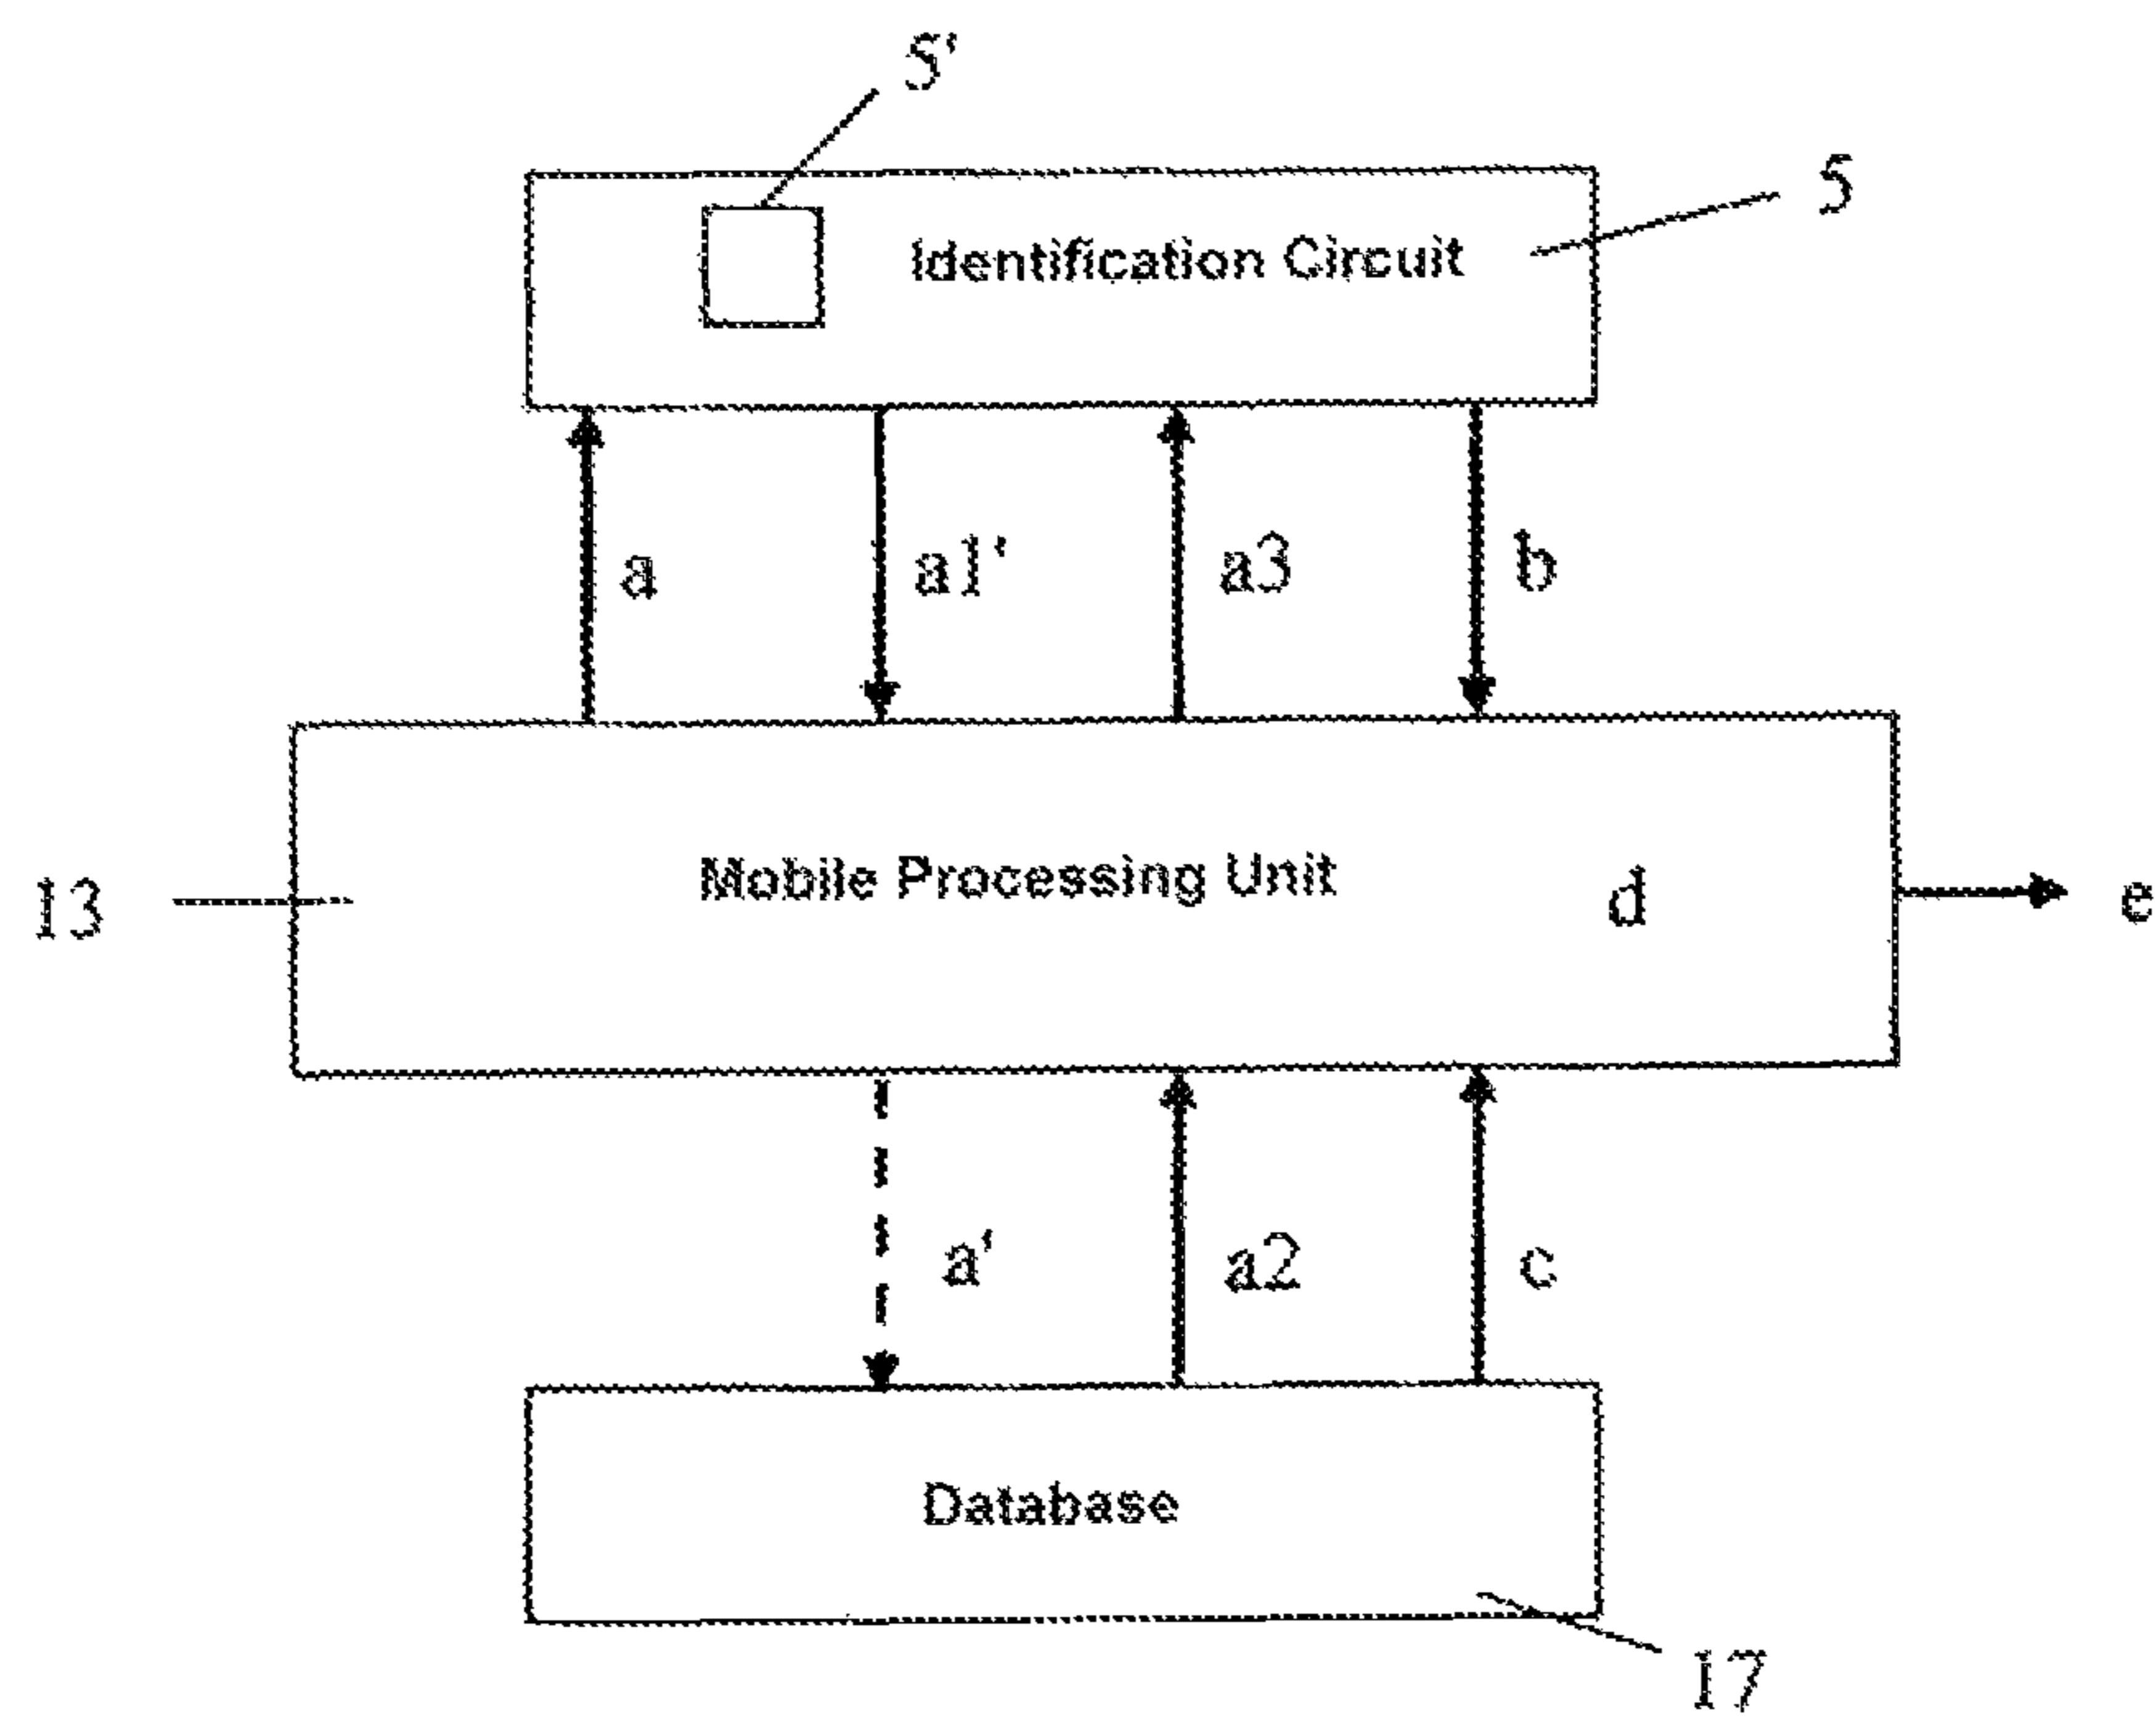 5'
5
Identification Circuit
a
a1'
a3
b
13
Mobile Processing Unit
d
e
a'
a2
c
Database
17